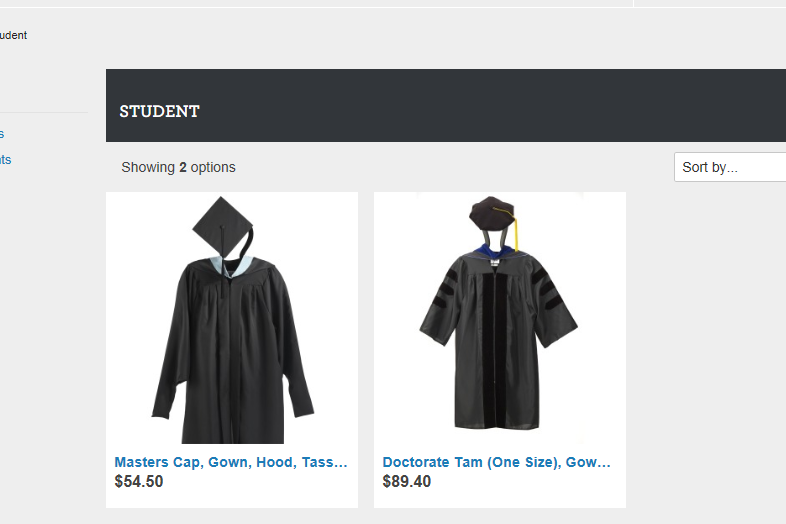 udent
STUDENT
s
nts
Showing 2 options
Sort by...
Masters Cap, Gown, Hood, Tass...
$54.50
Doctorate Tam (One Size), Gow...
$89.40